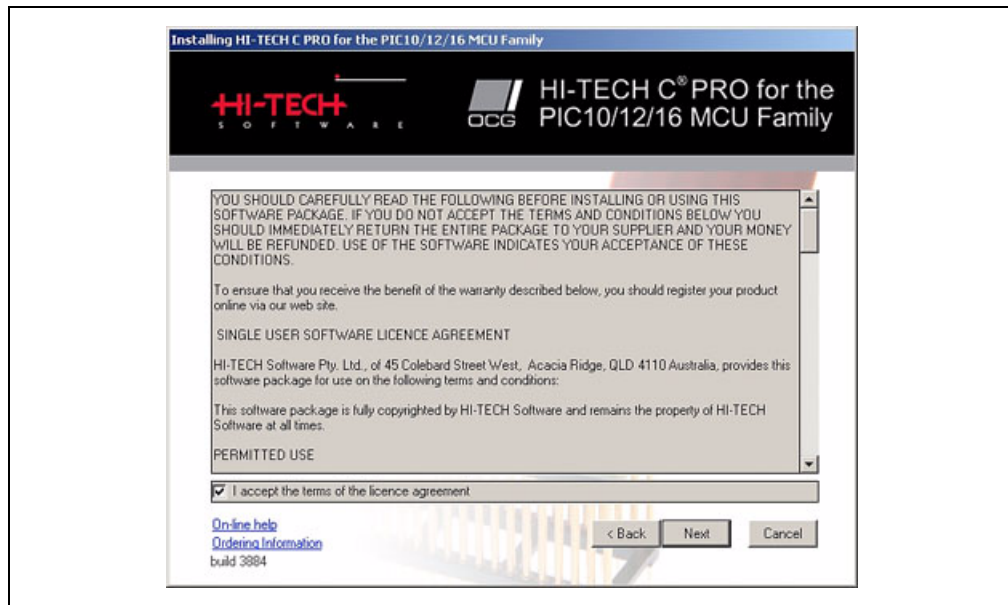 Installing HI-TECH C PRO for the PIC10/12/16 MCU Family
HI-TECH
SOFTWARE
OCG
HI-TECH C® PRO for the
PIC10/12/16 MCU Family
YOU SHOULD CAREFULLY READ THE FOLLOWING BEFORE INSTALLING OR USING THIS
SOFTWARE PACKAGE. IF YOU DO NOT ACCEPT THE TERMS AND CONDITIONS BELOW YOU
SHOULD IMMEDIATELY RETURN THE ENTIRE PACKAGE TO YOUR SUPPLIER AND YOUR MONEY
WILL BE REFUNDED. USE OF THE SOFTWARE INDICATES YOUR ACCEPTANCE OF THESE
CONDITIONS.
To ensure that you receive the benefit of the warranty described below, you should register your product
online via our web site.
SINGLE USER SOFTWARE LICENCE AGREEMENT
HI-TECH Software Pty. Ltd., of 45 Colebard Street West, Acacia Ridge, QLD 4110 Australia, provides this
software package for use on the following terms and conditions:
This software package is fully copyrighted by HI-TECH Software and remains the property of HI-TECH
Software at all times.
PERMITTED USE
I accept the terms of the licence agreement
On-line help
Ordering Information
build 3884
< Back
Next
Cancel